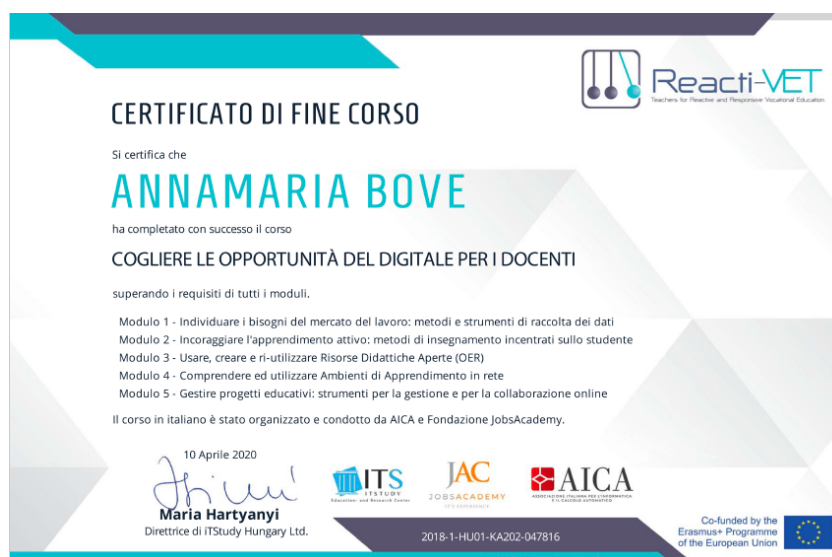 Reacti-VET
Teachers for Reactive and Responsive Vocational Education
CERTIFICATO DI FINE CORSO
Si certifica che
ANNAMARIA BOVE
ha completato con successo il corso
COGLIERE LE OPPORTUNITÀ DEL DIGITALE PER I DOCENTI
superando i requisiti di tutti i moduli.
Modulo 1 - Individuare i bisogni del mercato del lavoro: metodi e strumenti di raccolta dei dati
Modulo 2 - Incoraggiare l'apprendimento attivo: metodi di insegnamento incentrati sullo studente
Modulo 3 - Usare, creare e ri-utilizzare Risorse Didattiche Aperte (OER)
Modulo 4 - Comprendere ed utilizzare Ambienti di Apprendimento in rete
Modulo 5 - Gestire progetti educativi: strumenti per la gestione e per la collaborazione online
Il corso in italiano è stato organizzato e condotto da AICA e Fondazione JobsAcademy.
10 Aprile 2020
Maria Hartyanyi
Direttrice di iTStudy Hungary Ltd.
ITS
ITSTUDY
Education- and Research Center
JAC
JOBSACADEMY
IT'S EXPERIENCE
AICA
ASSOCIAZIONE ITALIANA PER L'INFORMATICA
E IL CALCOLO AUTOMATICO
2018-1-HU01-KA202-047816
Co-funded by the
Erasmus+ Programme
of the European Union